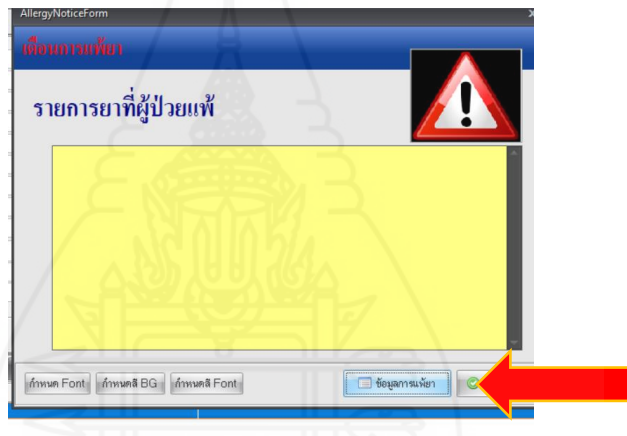 AllergyNoticeForm
เตือนการแพ้ยา
รายการยาที่ผู้ป่วยแพ้
กำหนด Font กำหนดสี BG กำหนดสี Font ข้อมูลการแพ้ยา